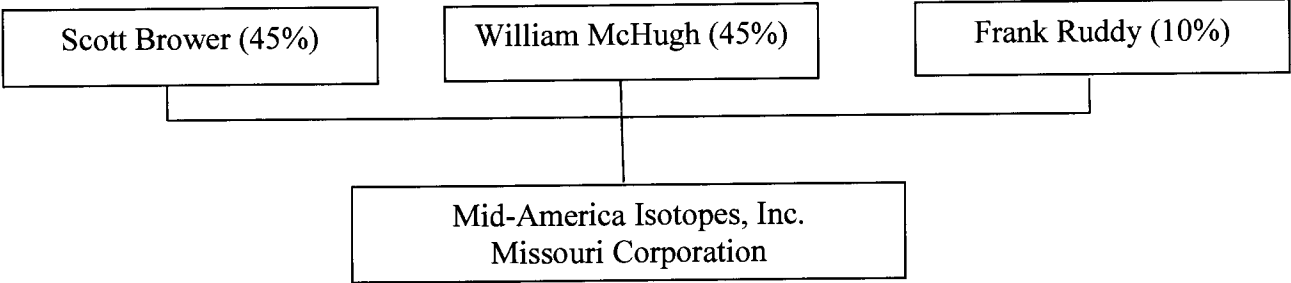 Scott Brower (45%)
William McHugh (45%)
Frank Ruddy (10%)
Mid-America Isotopes, Inc.
Missouri Corporation